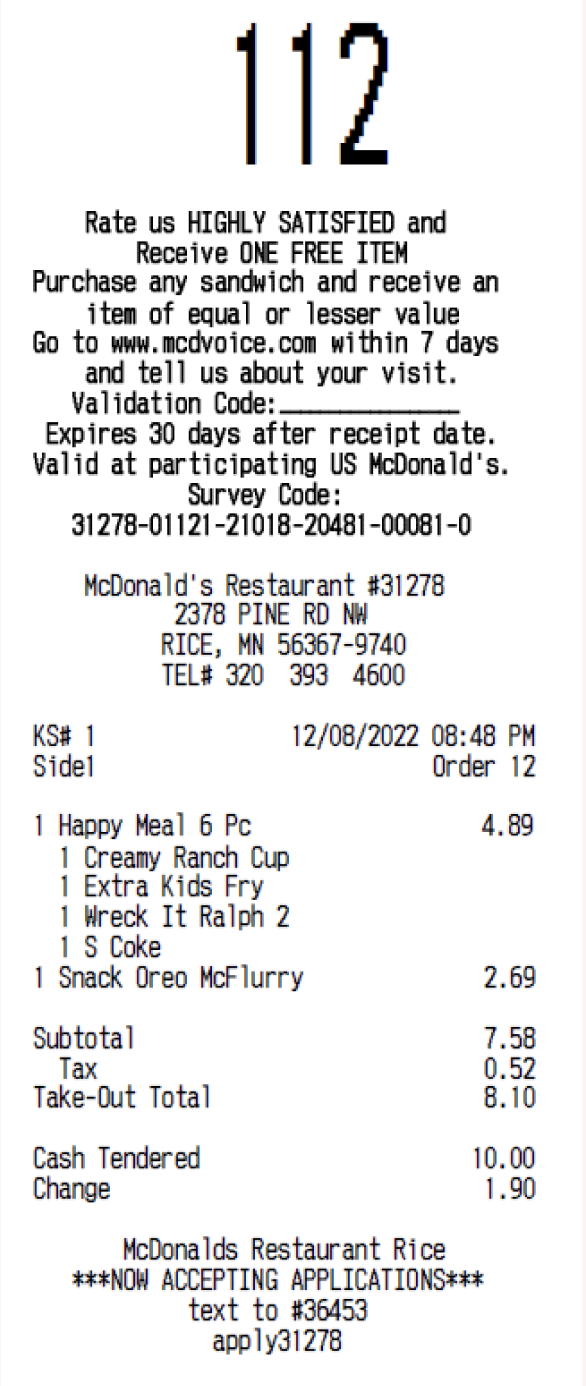 112
Rate us HIGHLY SATISFIED and
Receive ONE FREE ITEM
Purchase any sandwich and receive an
item of equal or lesser value
Go to www.mcdvoice.com within 7 days
and tell us about your visit.
Validation Code:______________
Expires 30 days after receipt date.
Valid at participating US McDonald's.
Survey Code:
31278-01121-21018-20481-00081-0
McDonald's Restaurant #31278
2378 PINE RD NW
RICE, MN 56367-9740
TEL# 320 393 4600
KS# 1 12/08/2022 08:48 PM
Side1 Order 12
1 Happy Meal 6 Pc 4.89
1 Creamy Ranch Cup
1 Extra Kids Fry
1 Wreck It Ralph 2
1 S Coke
1 Snack Oreo McFlurry 2.69
Subtotal 7.58
Tax 0.52
Take-Out Total 8.10
Cash Tendered 10.00
Change 1.90
McDonalds Restaurant Rice
***NOW ACCEPTING APPLICATIONS***
text to #36453
apply31278